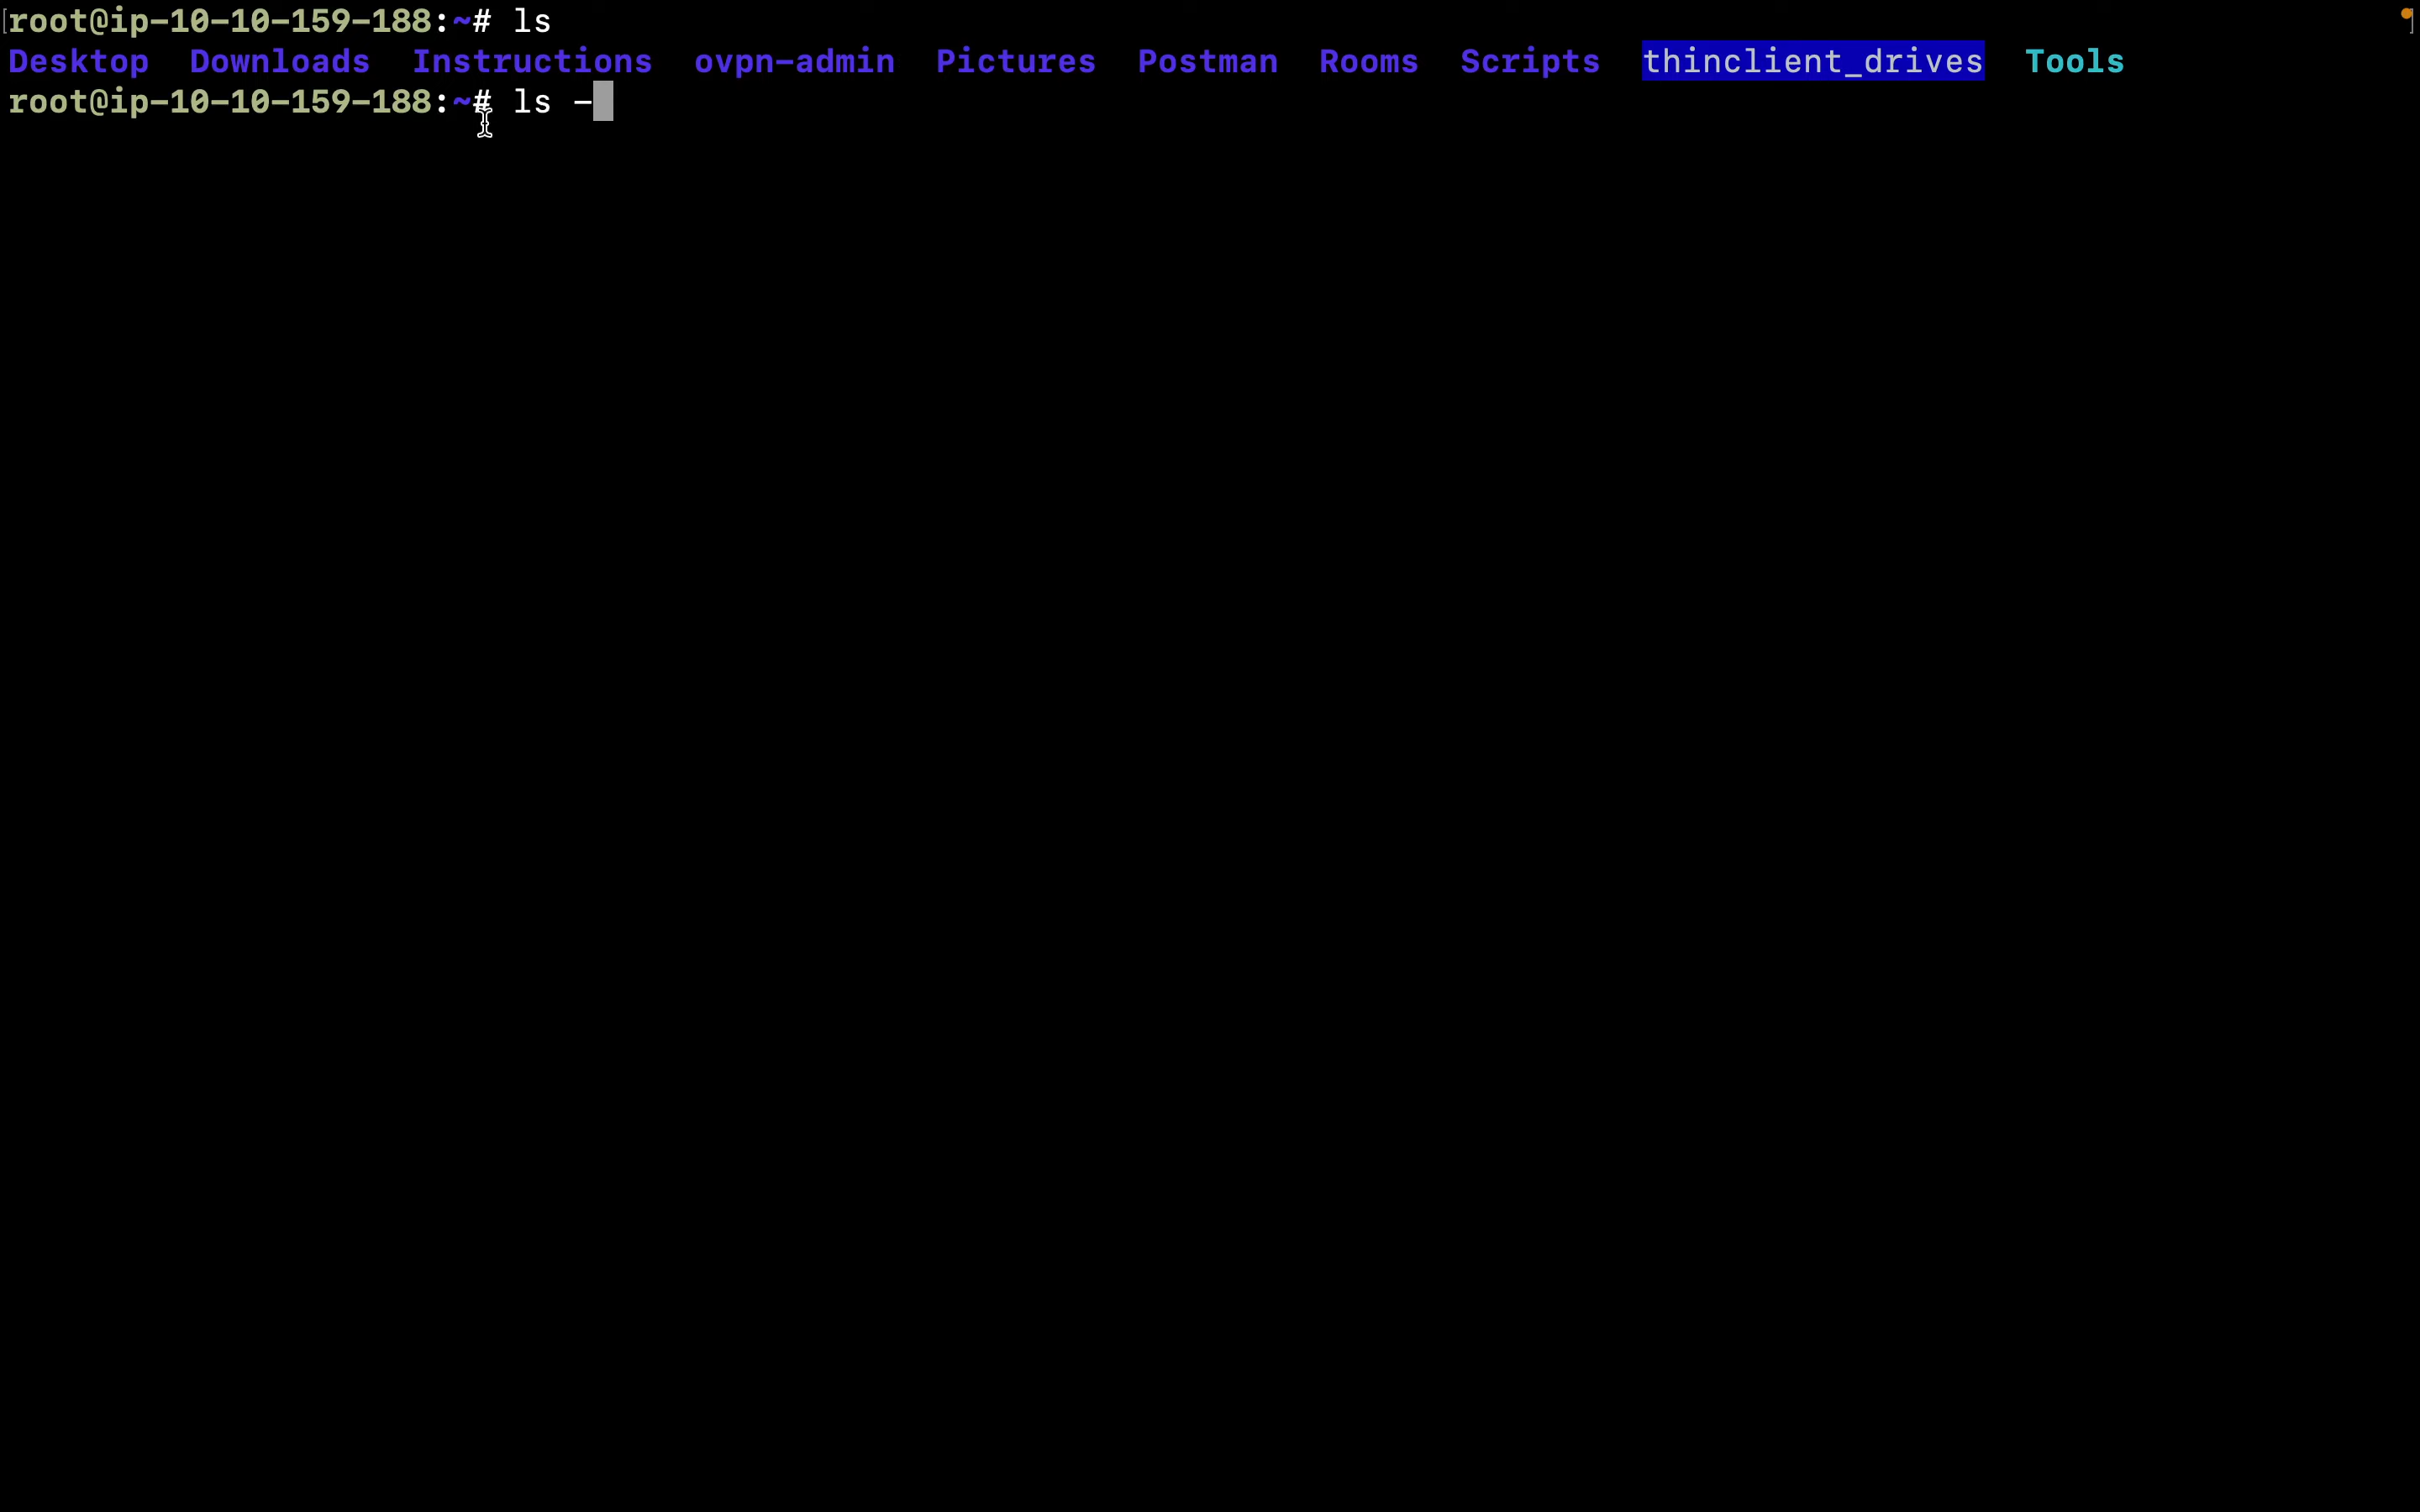 root@ip-10-10-159-188:~# ls
Desktop  Downloads  Instructions  ovpn-admin  Pictures  Postman  Rooms  Scripts  thinclient_drives  Tools
root@ip-10-10-159-188:~# ls -